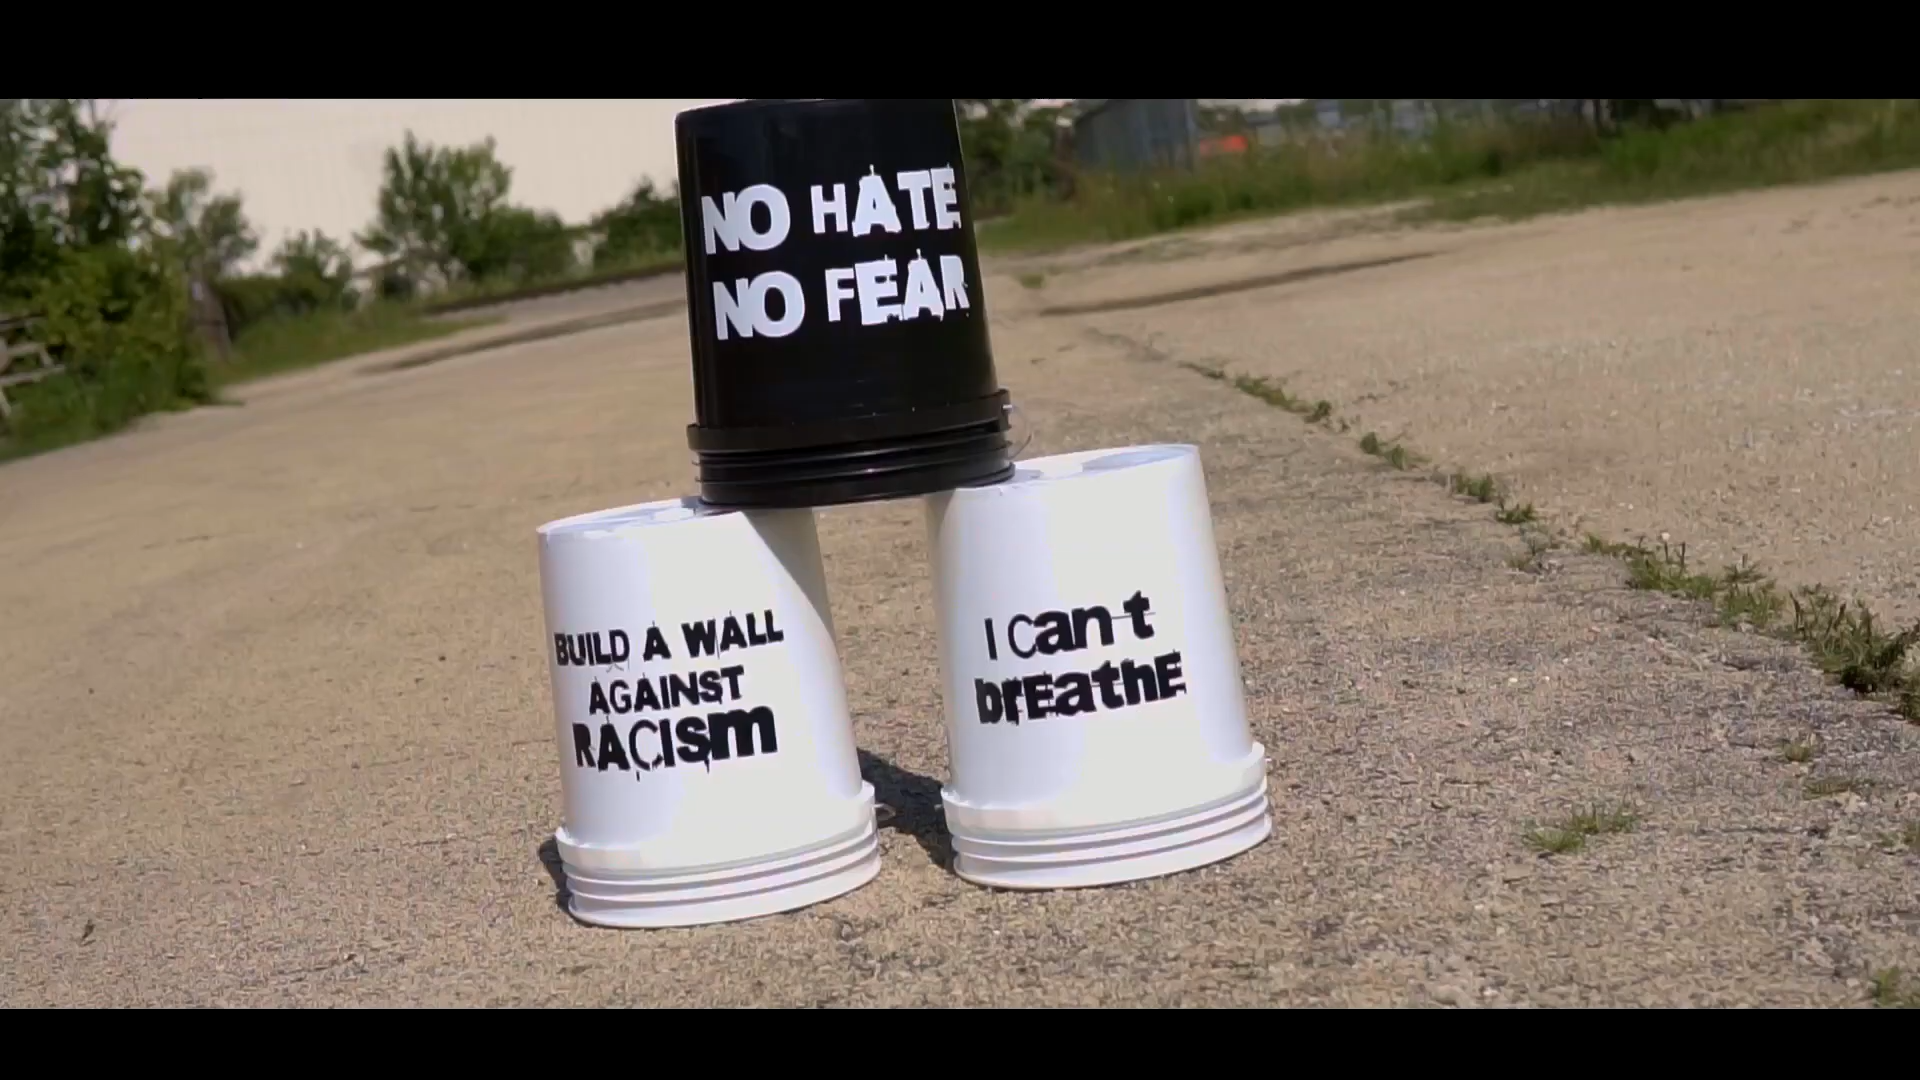 NO HATE
NO FEAR
BUILD A WALL
AGAINST
RACISm
I Can t
brEathE